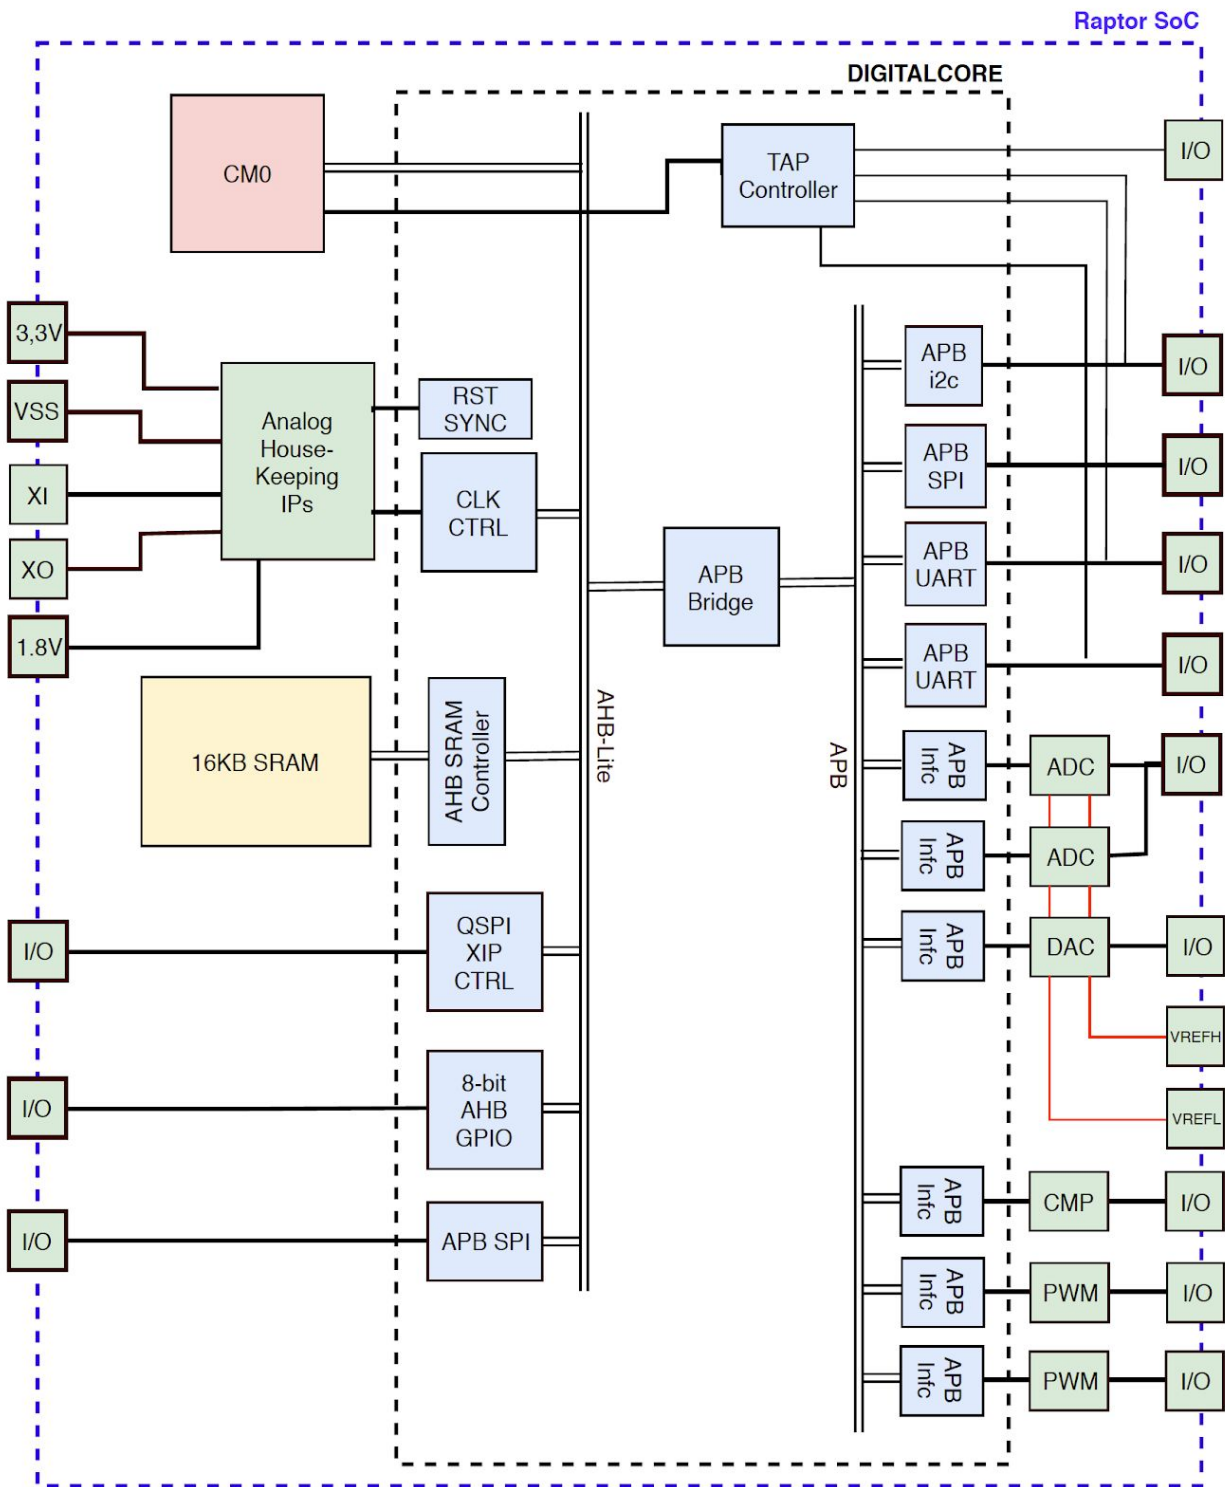 Raptor SoC
DIGITALCORE
CM0
TAP
Controller
I/O
3,3V
VSS
XI
XO
1.8V
Analog
House-
Keeping
IPs
RST
SYNC
CLK
CTRL
APB
i2c
I/O
APB
SPI
I/O
APB
Bridge
APB
UART
I/O
APB
UART
I/O
16KB SRAM
AHB SRAM
Controller
AHB-Lite
APB
APB
Infc
ADC
I/O
APB
Infc
ADC
APB
Infc
DAC
I/O
VREFH
VREFL
I/O
QSPI
XIP
CTRL
I/O
8-bit
AHB
GPIO
I/O
APB SPI
APB
Infc
CMP
I/O
APB
Infc
PWM
I/O
APB
Infc
PWM
I/O